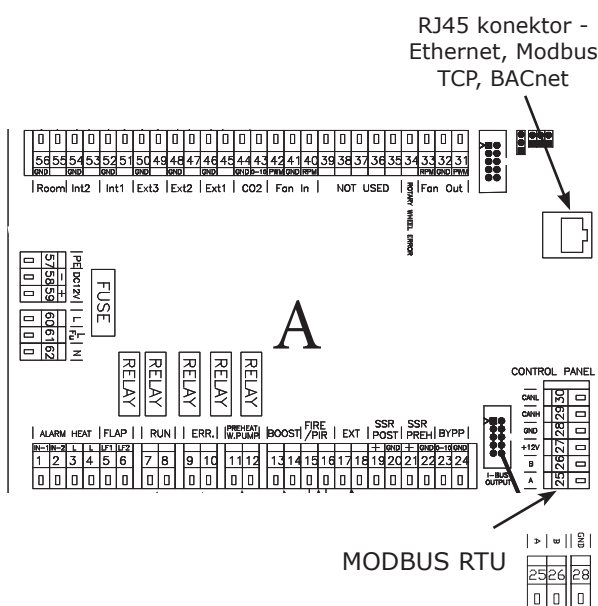 RJ45 konektor -
Ethernet, Modbus
TCP, BACnet
56 55 54 53 52 51 50 49 48 47 46 45 44 43 42 41 40 39 38 37 36 35 34 33 32 31
GND GND GND GND GND GND GND 0-10 PWM GND RPM RPM GND PWM
Room Int2 Int1 Ext3 Ext2 Ext1 CO2 Fan In NOT USED ROTARY WHEEL ERROR Fan Out
57 58 59
PE - +
DC12V
60 61 62
L L N
Fu
FUSE
A
RELAY RELAY RELAY RELAY RELAY
CONTROL PANEL
CANL 30
CANH 29
GND 28
+12V 27
B 26
A 25
ALARM HEAT FLAP RUN ERR. PREHEAT W.PUMP BOOST FIRE /PIR EXT SSR POST SSR PREH BYPP
IN-1 IN-2 L L LF1 LF2 + GND + GND 0-10 GND
1 2 3 4 5 6 7 8 9 10 11 12 13 14 15 16 17 18 19 20 21 22 23 24
I-BUS
OUTPUT
MODBUS RTU
A B GND
25 26 28